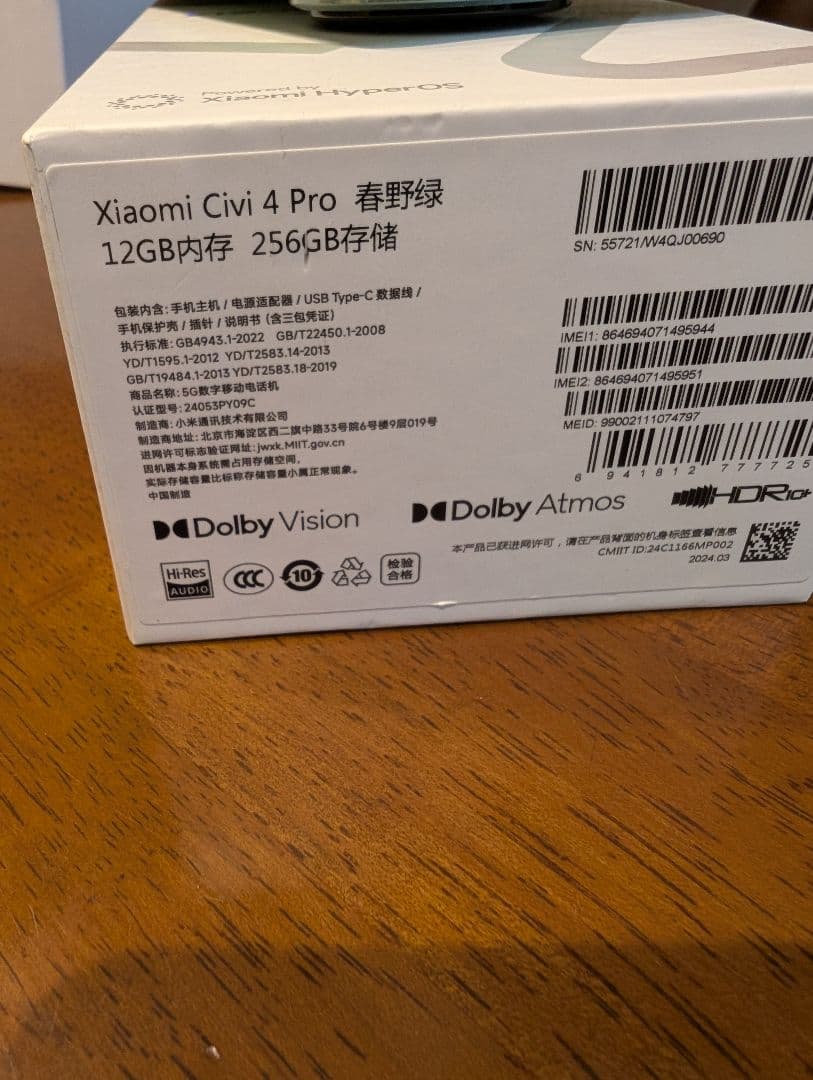 Powered by
Xiaomi HyperOS
Xiaomi Civi 4 Pro 春野绿
12GB内存 256GB存储
SN: 55721/W4QJ00690
包装内含: 手机主机 / 电源适配器 / USB Type-C 数据线 /
手机保护壳 / 插针 / 说明书 (含三包凭证)
执行标准: GB4943.1-2022 GB/T22450.1-2008
YD/T1595.1-2012 YD/T2583.14-2013
GB/T19484.1-2013 YD/T2583.18-2019
商品名称: 5G数字移动电话机
认证型号: 24053PY09C
制造商: 小米通讯技术有限公司
制造商地址: 北京市海淀区西二旗中路33号院6号楼9层019号
进网许可标志验证网址: jwxk.MIIT.gov.cn
因机器本身系统需占用存储空间,
实际存储容量比标称存储容量小属正常现象。
中国制造
IMEI1: 864694071495944
IMEI2: 864694071495951
MEID: 99002111074797
6 941812 777725
Dolby Vision
Dolby Atmos
HDR10+
本产品已获进网许可，请在产品背面的机身标签查看信息
CMIIT ID:24C1166MP002
2024.03
Hi-Res
AUDIO
CCC
10
检验
合格